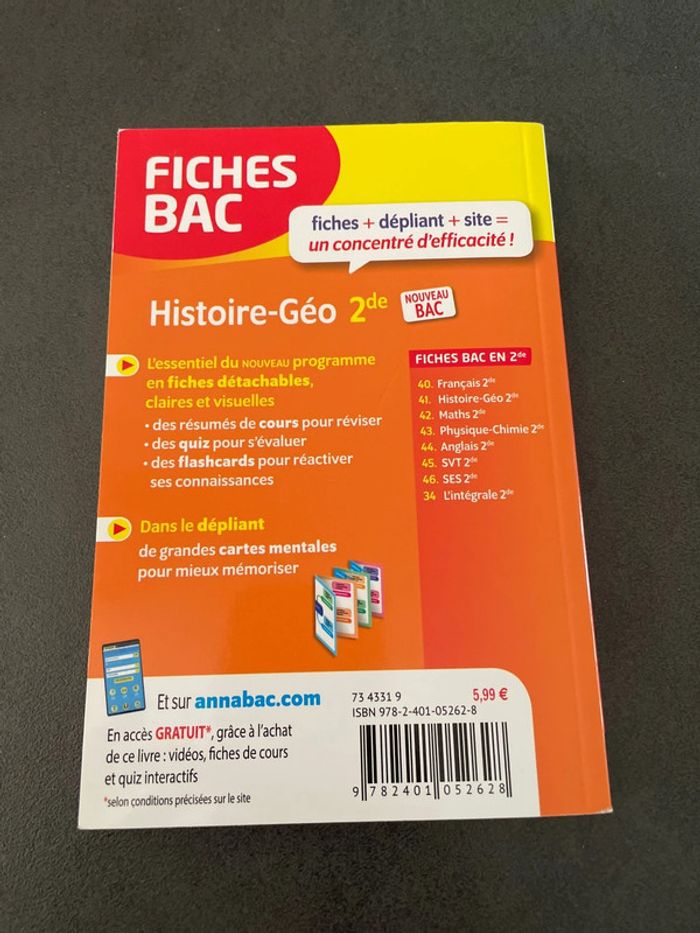 FICHES
BAC
fiches + dépliant + site =
un concentré d'efficacité !
Histoire-Géo 2de
NOUVEAU
BAC
L'essentiel du NOUVEAU programme
en fiches détachables,
claires et visuelles
• des résumés de cours pour réviser
• des quiz pour s'évaluer
• des flashcards pour réactiver
ses connaissances
Dans le dépliant
de grandes cartes mentales
pour mieux mémoriser
FICHES BAC EN 2de
40. Français 2de
41. Histoire-Géo 2de
42. Maths 2de
43. Physique-Chimie 2de
44. Anglais 2de
45. SVT 2de
46. SES 2de
34 L'intégrale 2de
Et sur annabac.com
En accès GRATUIT*, grâce à l'achat
de ce livre : vidéos, fiches de cours
et quiz interactifs
*selon conditions précisées sur le site
73 4331 9
5,99 €
ISBN 978-2-401-05262-8
9 782401 052628